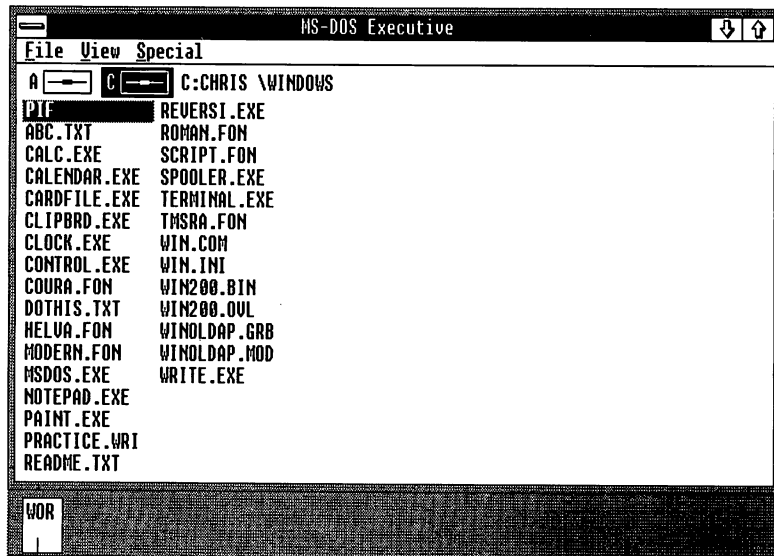 MS-DOS Executive
File View Special
A C C:CHRIS \WINDOWS
PIF REVERSI.EXE
ABC.TXT ROMAN.FON
CALC.EXE SCRIPT.FON
CALENDAR.EXE SPOOLER.EXE
CARDFILE.EXE TERMINAL.EXE
CLIPBRD.EXE TMSRA.FON
CLOCK.EXE WIN.COM
CONTROL.EXE WIN.INI
COURA.FON WIN200.BIN
DOTHIS.TXT WIN200.OVL
HELVA.FON WINOLDAP.GRB
MODERN.FON WINOLDAP.MOD
MSDOS.EXE WRITE.EXE
NOTEPAD.EXE
PAINT.EXE
PRACTICE.WRI
README.TXT
WOR